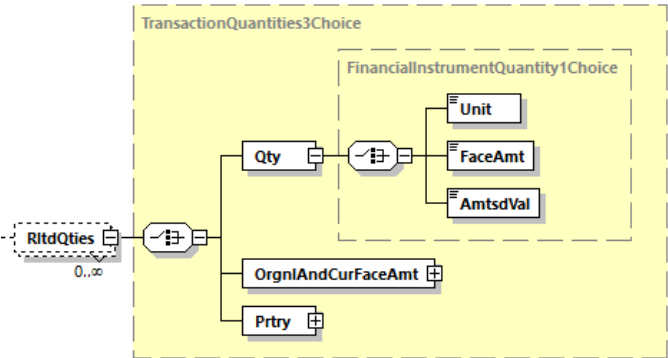 TransactionQuantities3Choice
FinancialInstrumentQuantity1Choice
Unit
Qty
FaceAmt
AmtsdVal
RltdQties
0..∞
OrgnlAndCurFaceAmt
Prtry